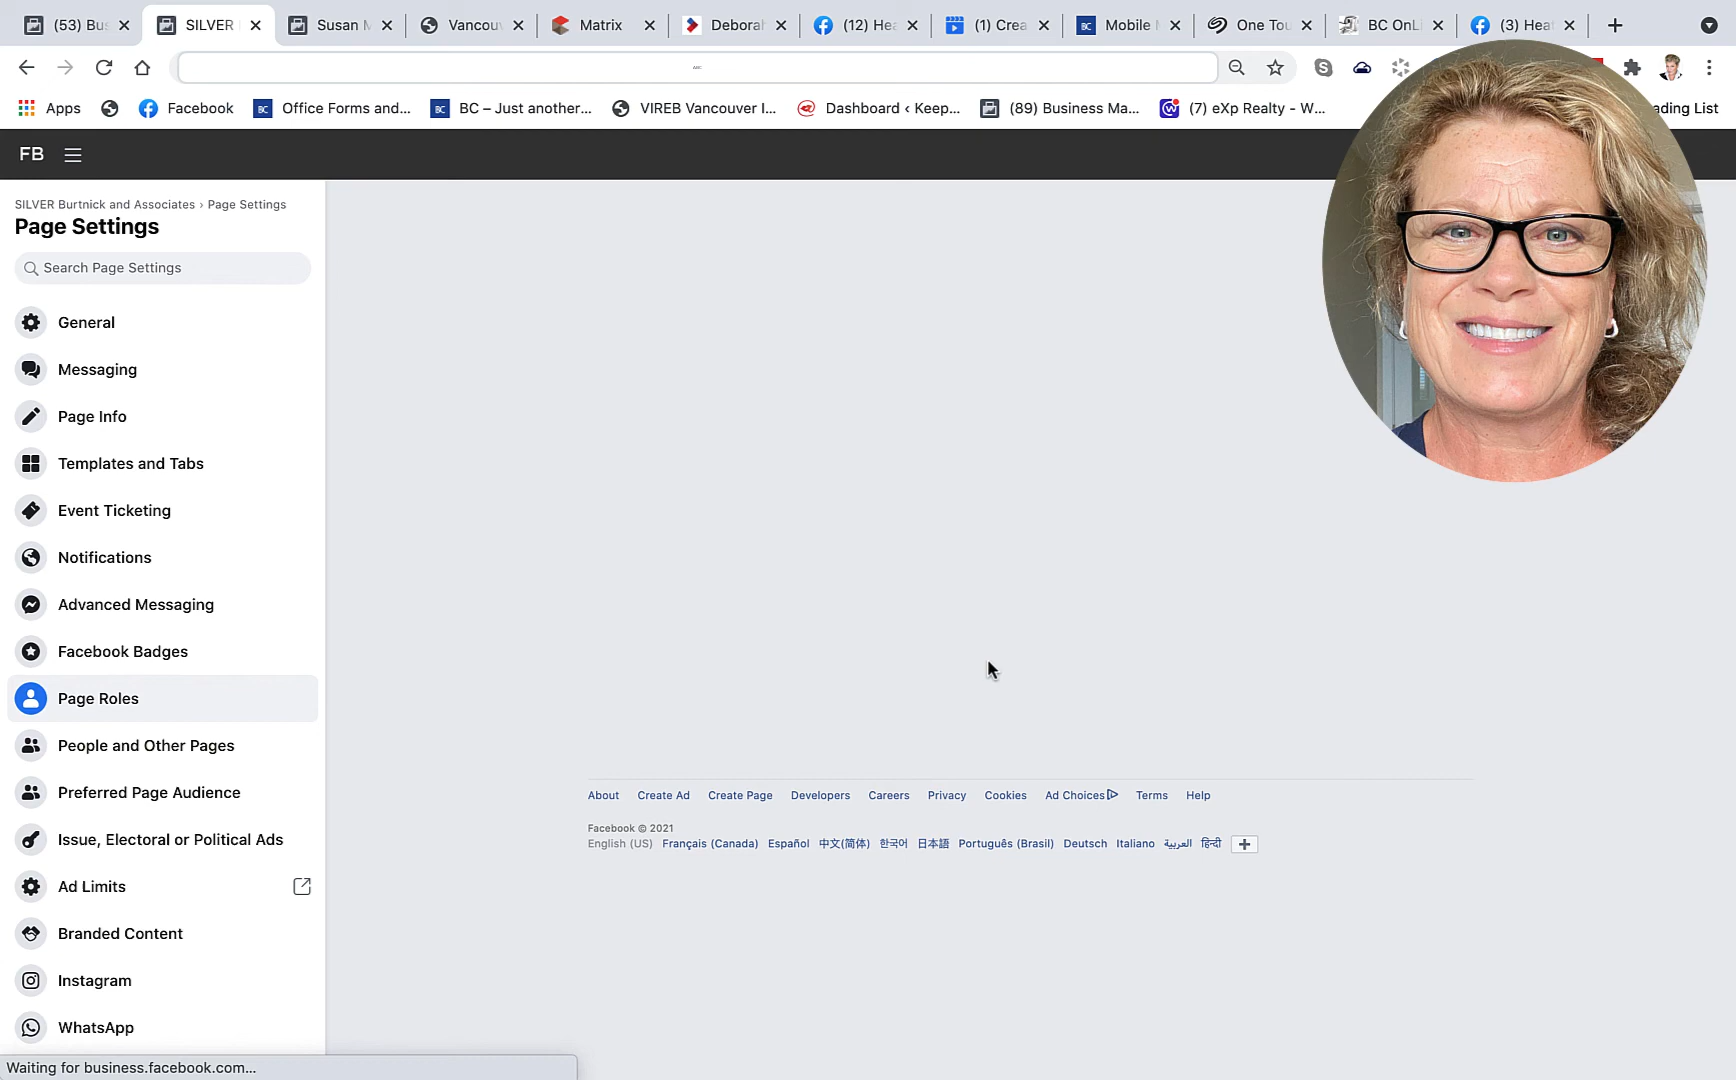 (53) Bus
SILVER
Susan M
Vancouv
Matrix
Deborah
(12) Hea
(1) Crea
Mobile M
One Tou
BC OnLi
(3) Heat
Apps
Facebook
Office Forms and...
BC – Just another...
VIREB Vancouver I...
Dashboard ‹ Keep...
(89) Business Ma...
(7) eXp Realty - W...
ading List
FB
SILVER Burtnick and Associates › Page Settings
Page Settings
Search Page Settings
General
Messaging
Page Info
Templates and Tabs
Event Ticketing
Notifications
Advanced Messaging
Facebook Badges
Page Roles
People and Other Pages
Preferred Page Audience
Issue, Electoral or Political Ads
Ad Limits
Branded Content
Instagram
WhatsApp
About Create Ad Create Page Developers Careers Privacy Cookies Ad Choices Terms Help
Facebook © 2021
English (US) Français (Canada) Español 中文(简体) 한국어 日本語 Português (Brasil) Deutsch Italiano العربية हिन्दी
Waiting for business.facebook.com...